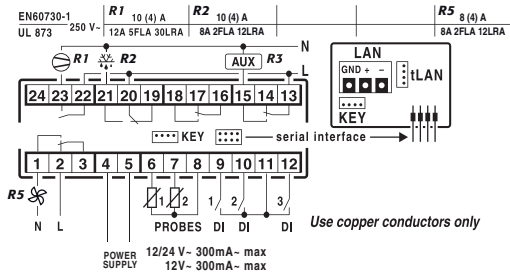 EN60730-1
UL 873
250 V~
R1
10 (4) A
12A 5FLA 30LRA
R2
10 (4) A
8A 2FLA 12LRA
R5
8 (4) A
8A 2FLA 12LRA
N
R1
R2
AUX
R3
L
24 23 22 21 20 19 18 17 16 15 14 13
LAN
GND + -
tLAN
KEY
KEY
serial interface
1 2 3 4 5 6 7 8 9 10 11 12
R5
N
L
1
2
1
2
3
POWER
SUPPLY
PROBES
DI
DI
DI
12/24 V~ 300mA~ max
12V~ 300mA~ max
Use copper conductors only